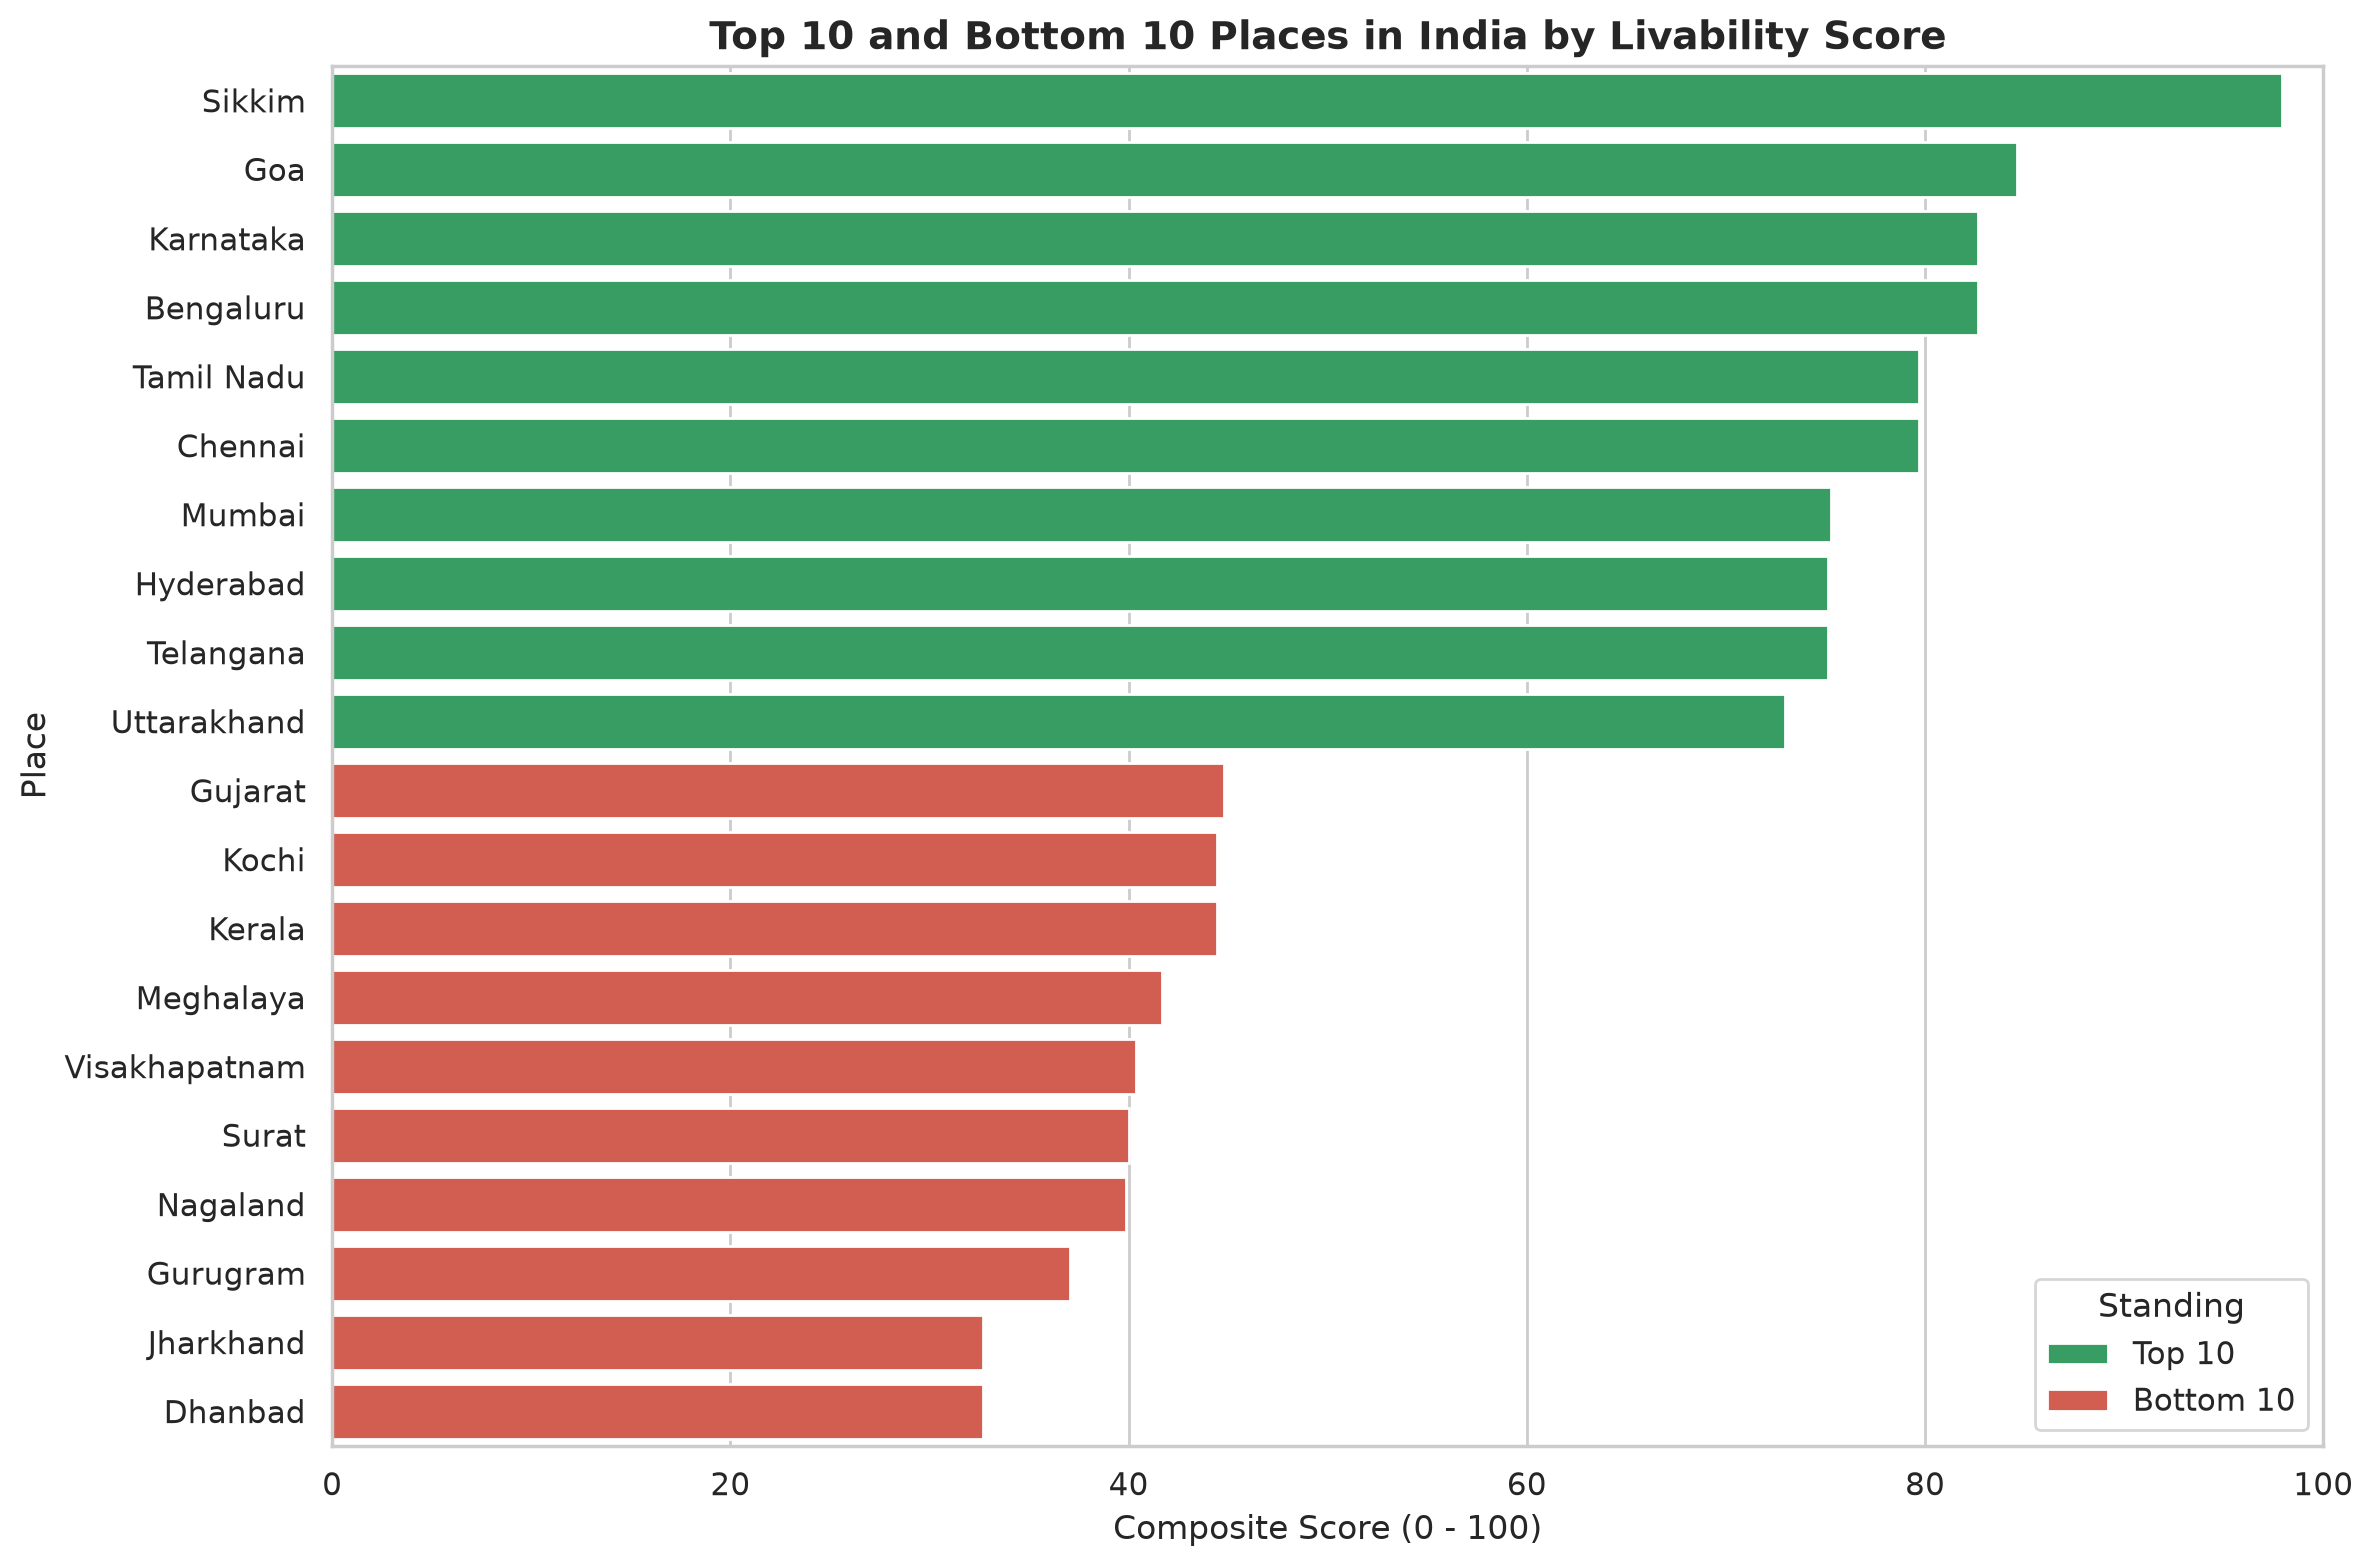 Top 10 and Bottom 10 Places in India by Livability Score
Sikkim
Goa
Karnataka
Bengaluru
Tamil Nadu
Chennai
Mumbai
Hyderabad
Telangana
Uttarakhand
Gujarat
Kochi
Kerala
Meghalaya
Visakhapatnam
Surat
Nagaland
Gurugram
Jharkhand
Dhanbad
Place
Standing
Top 10
Bottom 10
0 20 40 60 80 100
Composite Score (0 - 100)